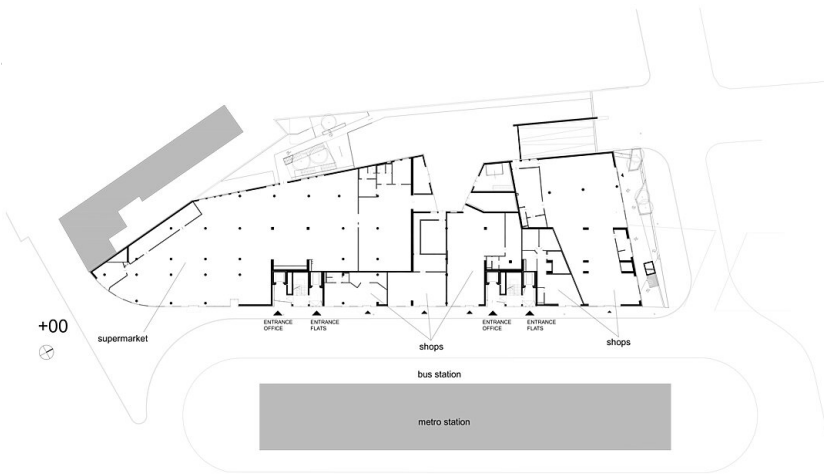 +00
supermarket
ENTRANCE
OFFICE
ENTRANCE
FLATS
shops
ENTRANCE
OFFICE
ENTRANCE
FLATS
shops
bus station
metro station